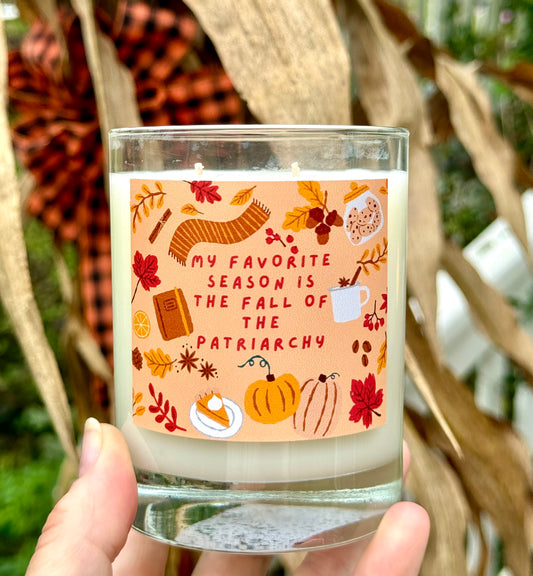 MY FAVORITE
SEASON IS
THE FALL OF
THE
PATRIARCHY